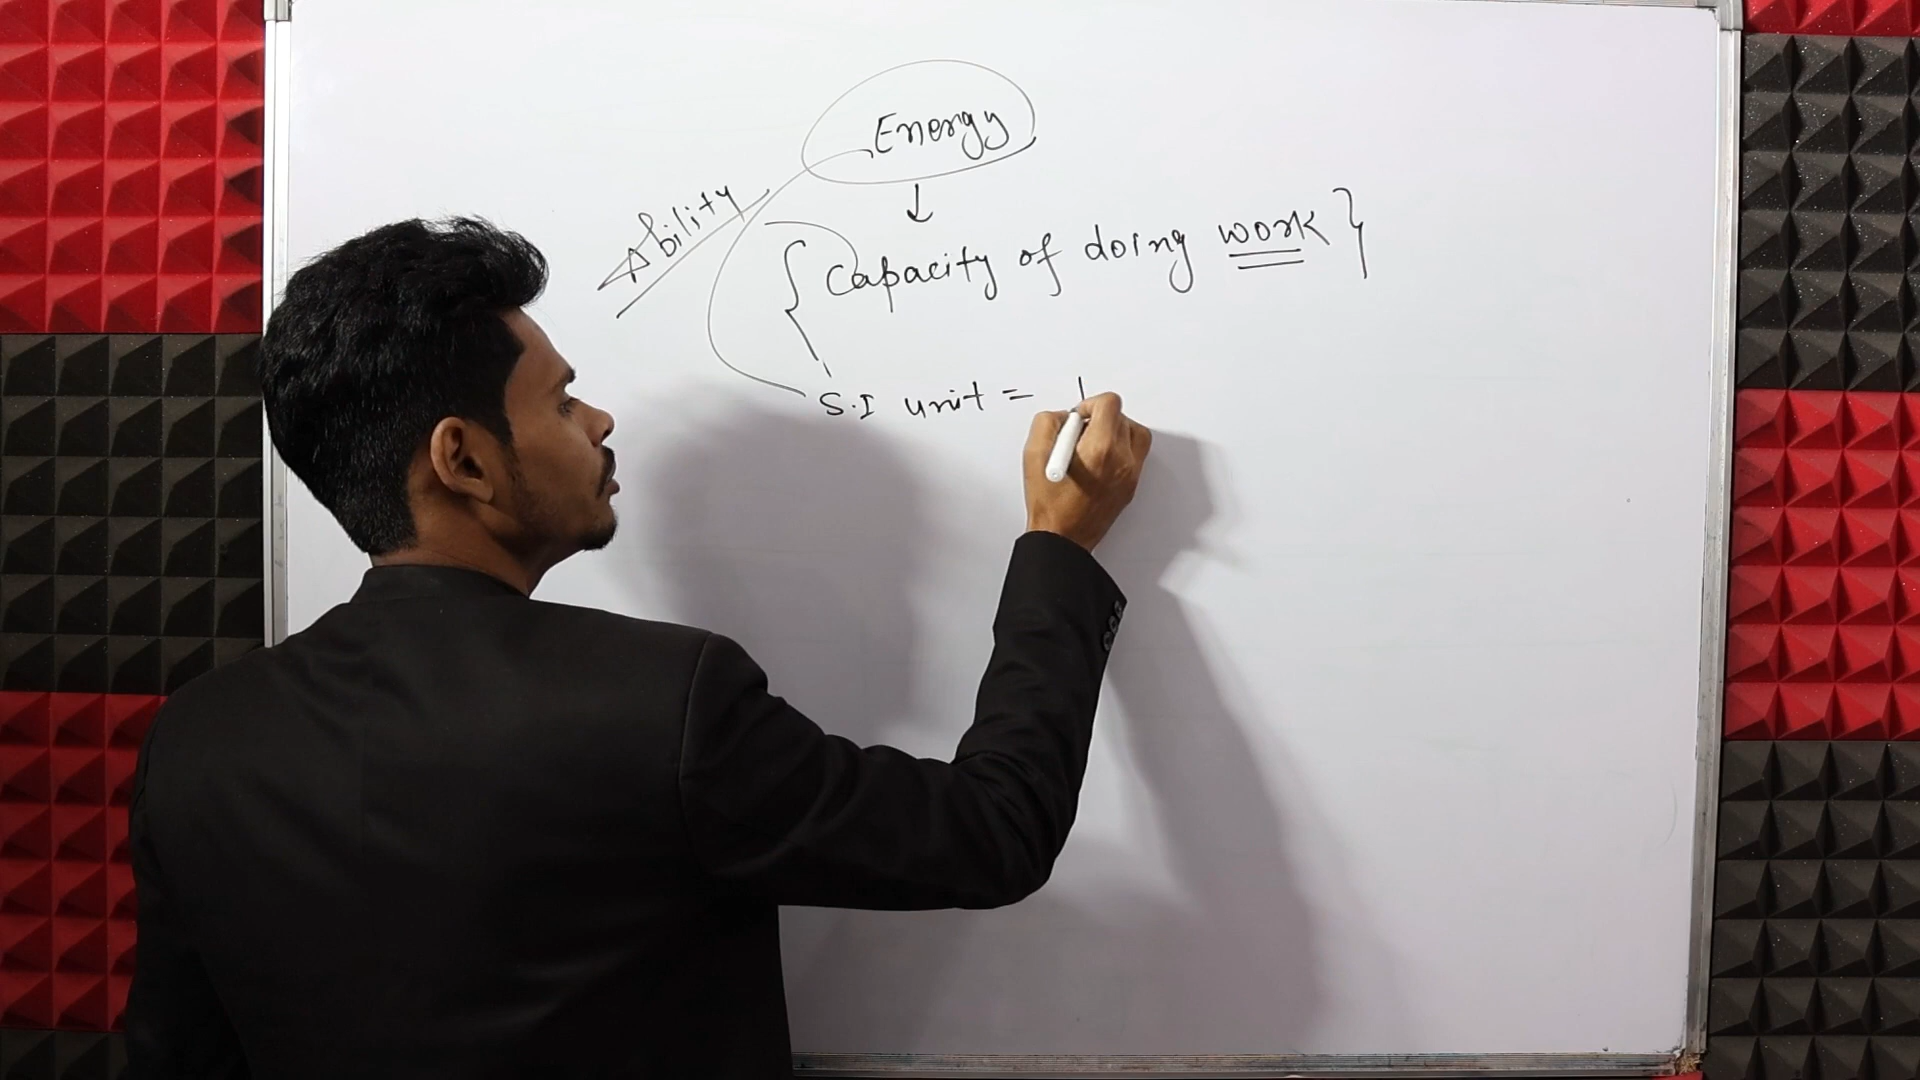 Energy
Ability
↓
{ Capacity of doing work }
S.I unit =